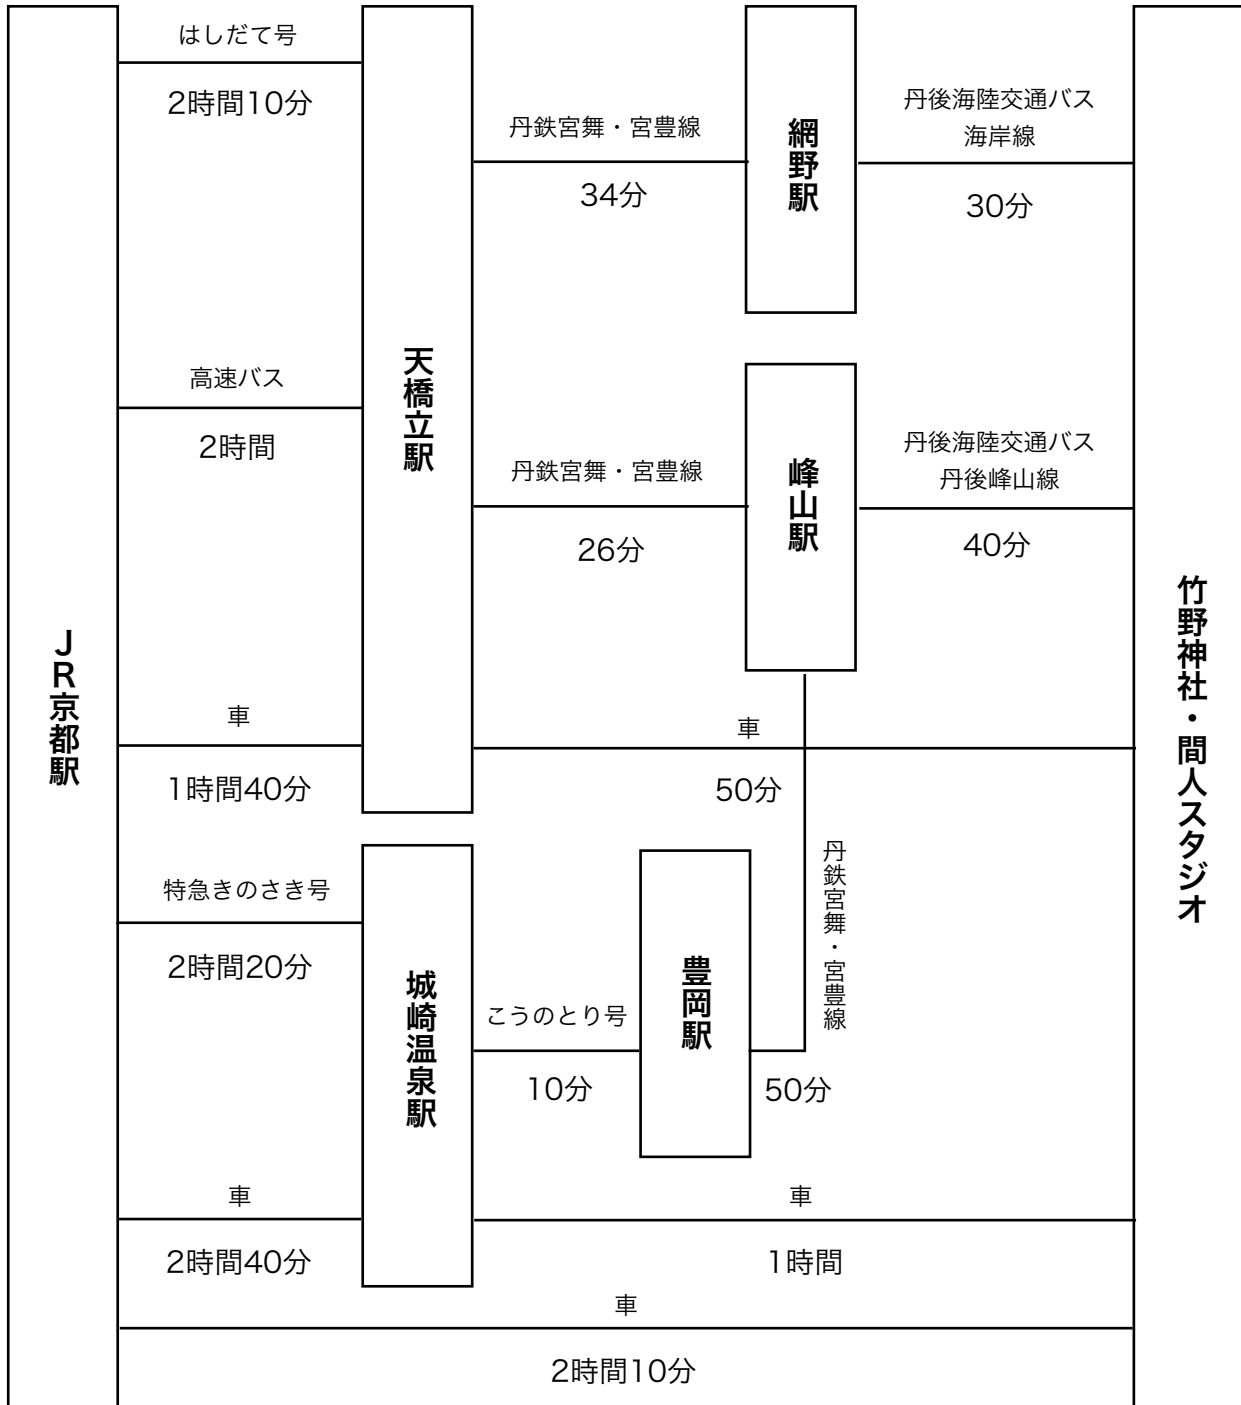 ＪＲ京都駅
はしだて号
2時間10分
高速バス
2時間
車
1時間40分
特急きのさき号
2時間20分
車
2時間40分
天橋立駅
城崎温泉駅
丹鉄宮舞・宮豊線
34分
丹鉄宮舞・宮豊線
26分
車
50分
こうのとり号
10分
豊岡駅
50分
丹鉄宮舞・宮豊線
網野駅
峰山駅
丹後海陸交通バス
海岸線
30分
丹後海陸交通バス
丹後峰山線
40分
車
1時間
車
2時間10分
竹野神社・間人スタジオ